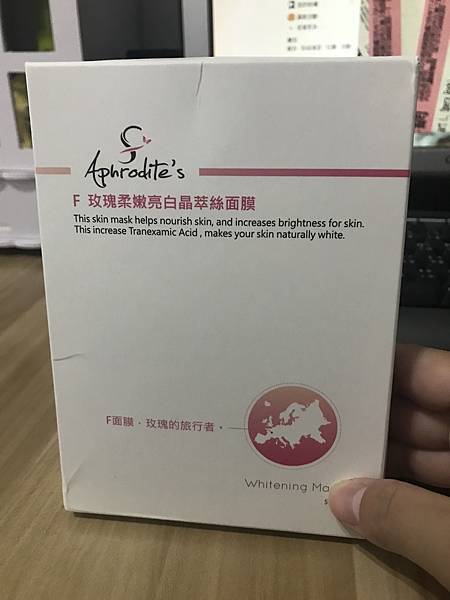 Aphrodite's
F 玫瑰柔嫩亮白晶萃絲面膜
This skin mask helps nourish skin, and increases brightness for skin.
This increase Tranexamic Acid , makes your skin naturally white.
F面膜．玫瑰的旅行者。
Whitening Ma